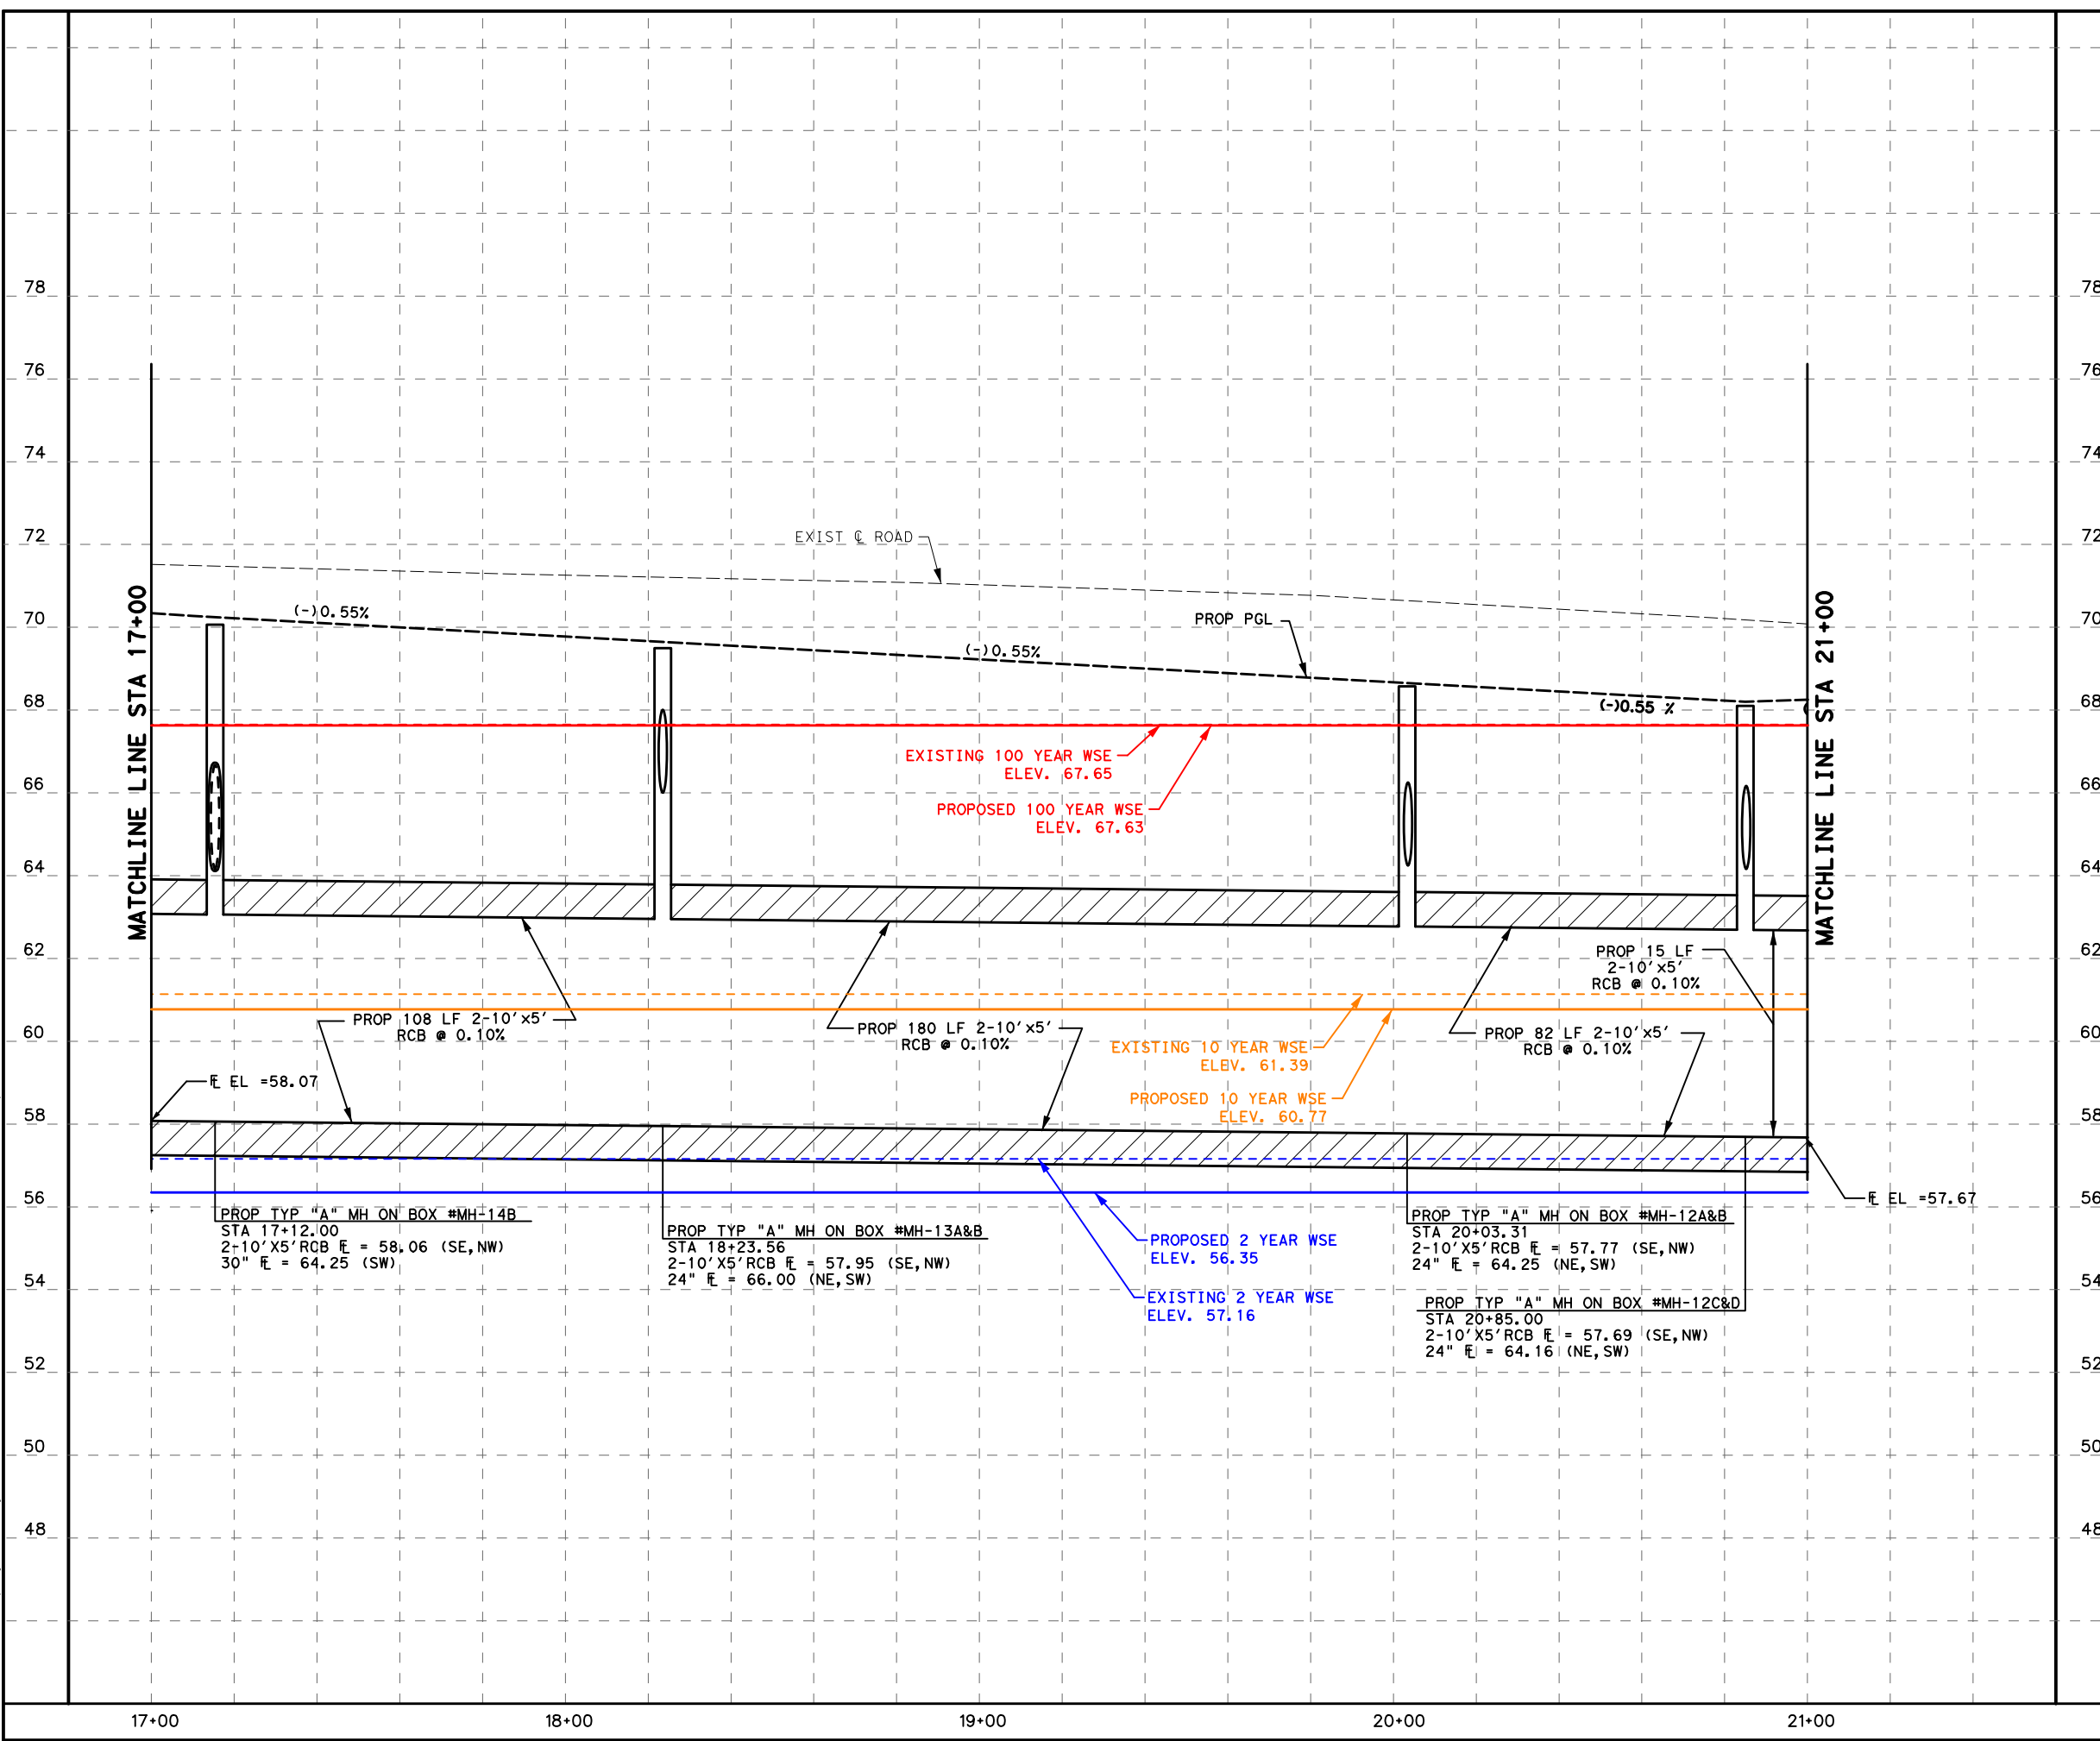 78
78
76
76
74
74
72
72
70
70
68
68
66
66
64
64
62
62
60
60
58
58
56
56
54
54
52
52
50
50
48
48
MATCHLINE LINE STA 17+00
MATCHLINE LINE STA 21+00
EXIST ℄ ROAD
(-)0.55%
PROP PGL
(-)0.55%
(-)0.55 %
EXISTING 100 YEAR WSE
ELEV. 67.65
PROPOSED 100 YEAR WSE
ELEV. 67.63
PROP 15 LF
2-10'x5'
RCB @ 0.10%
PROP 108 LF 2-10'x5'
RCB @ 0.10%
PROP 180 LF 2-10'x5'
RCB @ 0.10%
PROP 82 LF 2-10'x5'
RCB @ 0.10%
EXISTING 10 YEAR WSE
ELEV. 61.39
PROPOSED 10 YEAR WSE
ELEV. 60.77
FL EL =58.07
FL EL =57.67
PROP TYP "A" MH ON BOX #MH-14B
STA 17+12.00
2-10'X5'RCB FL = 58.06 (SE,NW)
30" FL = 64.25 (SW)
PROP TYP "A" MH ON BOX #MH-13A&B
STA 18+23.56
2-10'X5'RCB FL = 57.95 (SE,NW)
24" FL = 66.00 (NE,SW)
PROPOSED 2 YEAR WSE
ELEV. 56.35
EXISTING 2 YEAR WSE
ELEV. 57.16
PROP TYP "A" MH ON BOX #MH-12A&B
STA 20+03.31
2-10'X5'RCB FL = 57.77 (SE,NW)
24" FL = 64.25 (NE,SW)
PROP TYP "A" MH ON BOX #MH-12C&D
STA 20+85.00
2-10'X5'RCB FL = 57.69 (SE,NW)
24" FL = 64.16 (NE,SW)
17+00
18+00
19+00
20+00
21+00